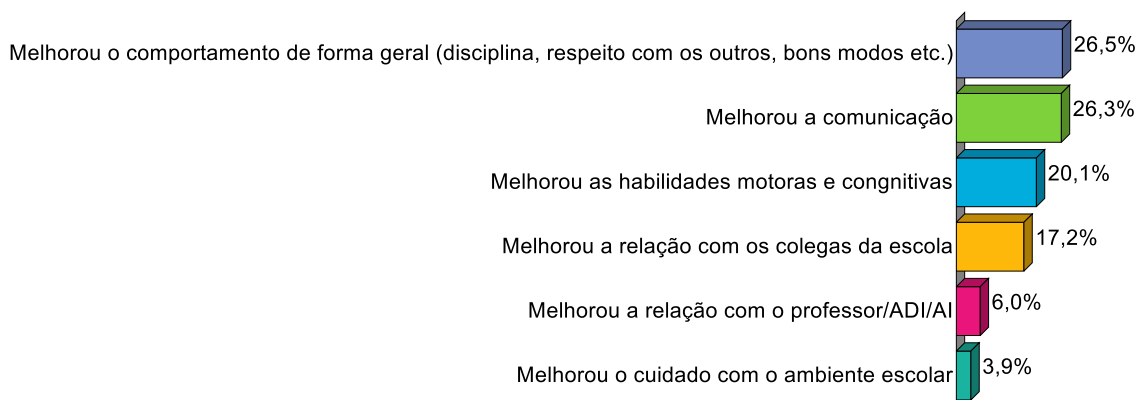 Melhorou o comportamento de forma geral (disciplina, respeito com os outros, bons modos etc.) 26,5%
Melhorou a comunicação 26,3%
Melhorou as habilidades motoras e congnitivas 20,1%
Melhorou a relação com os colegas da escola 17,2%
Melhorou a relação com o professor/ADI/AI 6,0%
Melhorou o cuidado com o ambiente escolar 3,9%